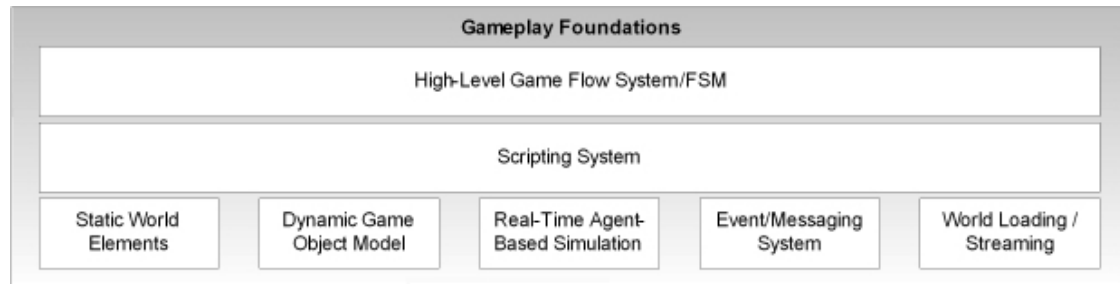 Gameplay Foundations
High-Level Game Flow System/FSM
Scripting System
Static World
Elements
Dynamic Game
Object Model
Real-Time Agent-
Based Simulation
Event/Messaging
System
World Loading /
Streaming